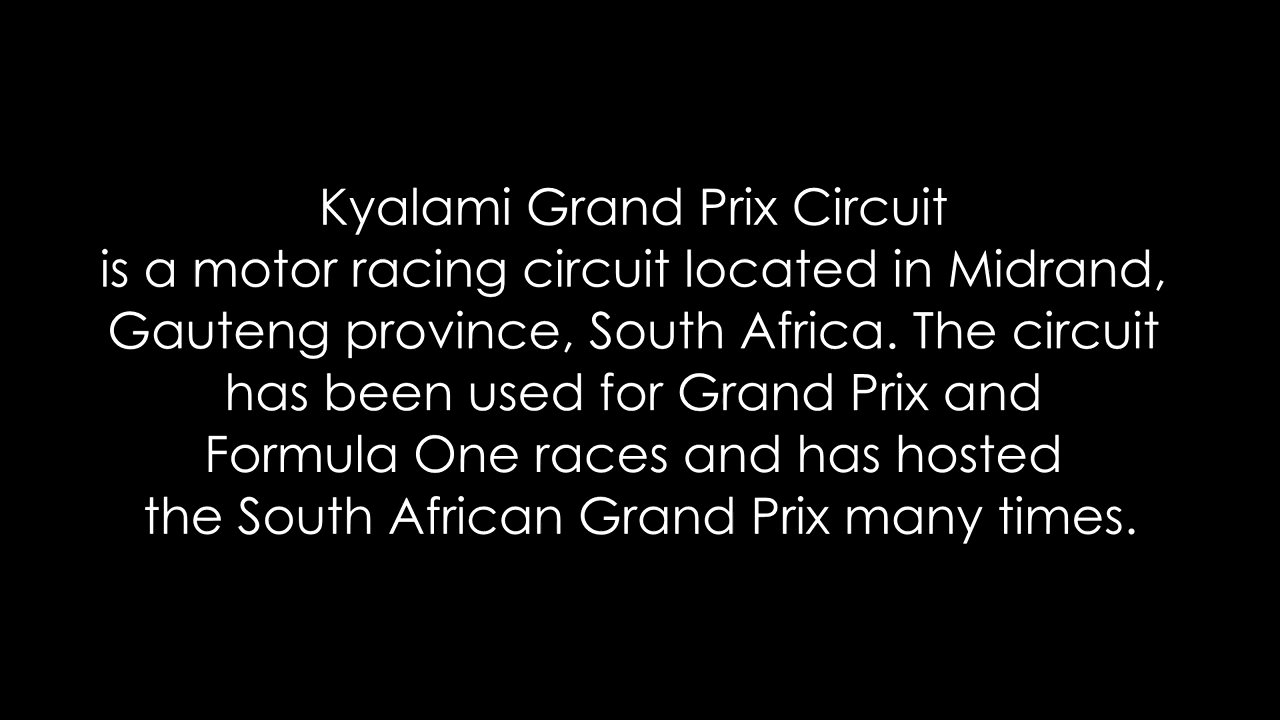 Kyalami Grand Prix Circuit
is a motor racing circuit located in Midrand,
Gauteng province, South Africa. The circuit
has been used for Grand Prix and
Formula One races and has hosted
the South African Grand Prix many times.